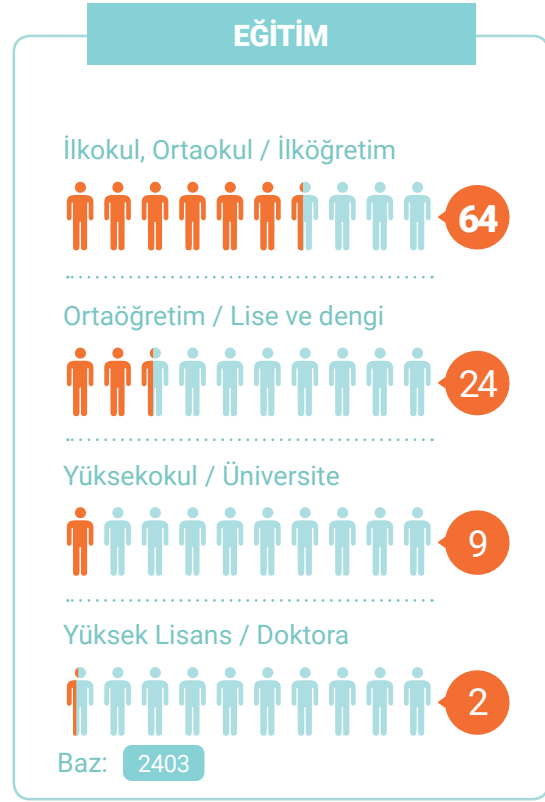 EĞİTİM
İlkokul, Ortaokul / İlköğretim
64
Ortaöğretim / Lise ve dengi
24
Yüksekokul / Üniversite
9
Yüksek Lisans / Doktora
2
Baz: 2403